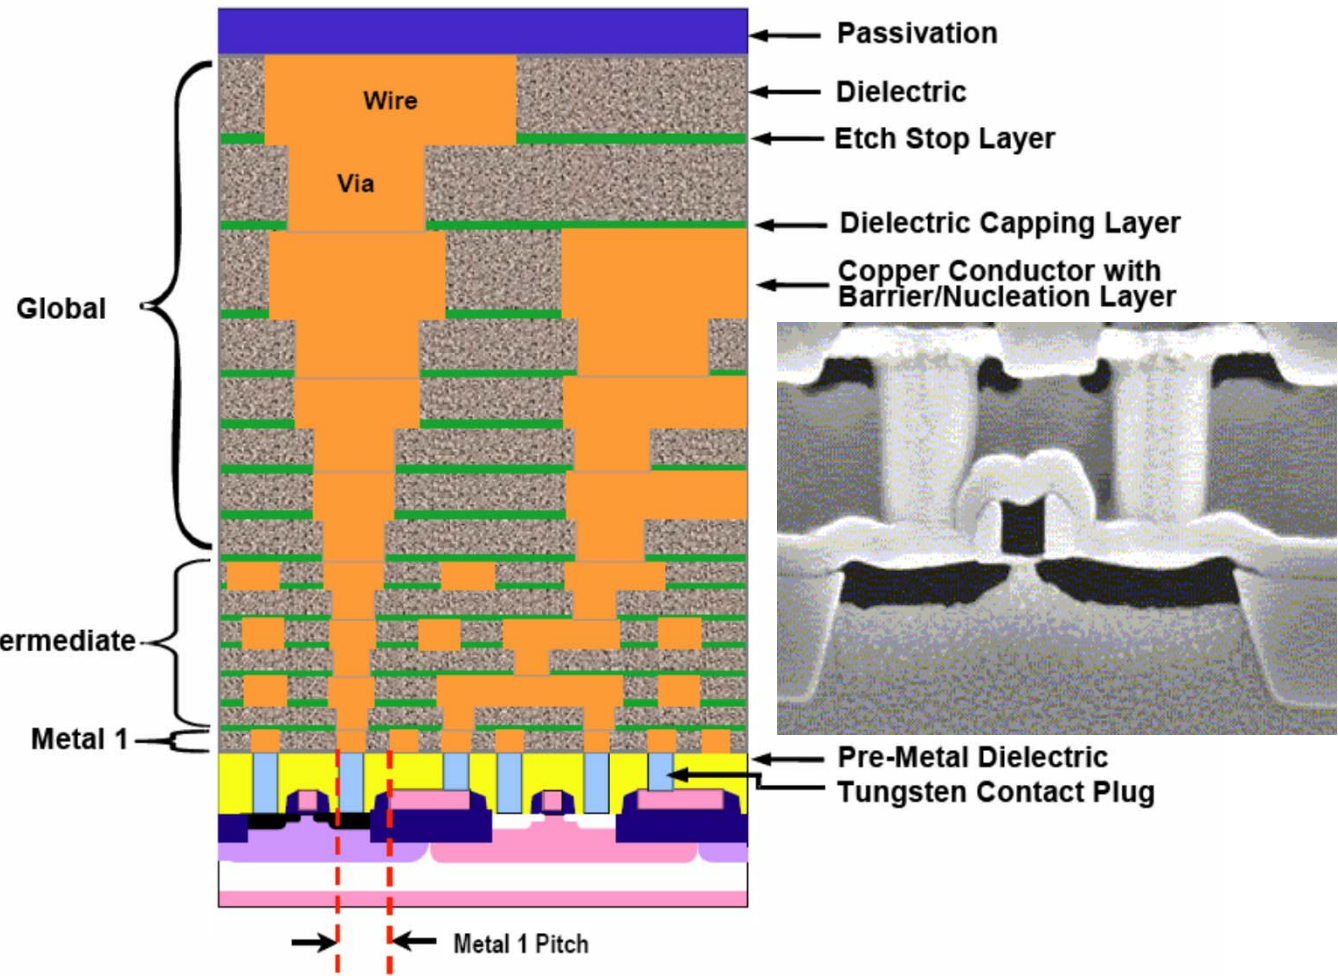 Passivation
Wire
Dielectric
Etch Stop Layer
Via
Dielectric Capping Layer
Copper Conductor with
Barrier/Nucleation Layer
Global
ermediate
Metal 1
Pre-Metal Dielectric
Tungsten Contact Plug
Metal 1 Pitch